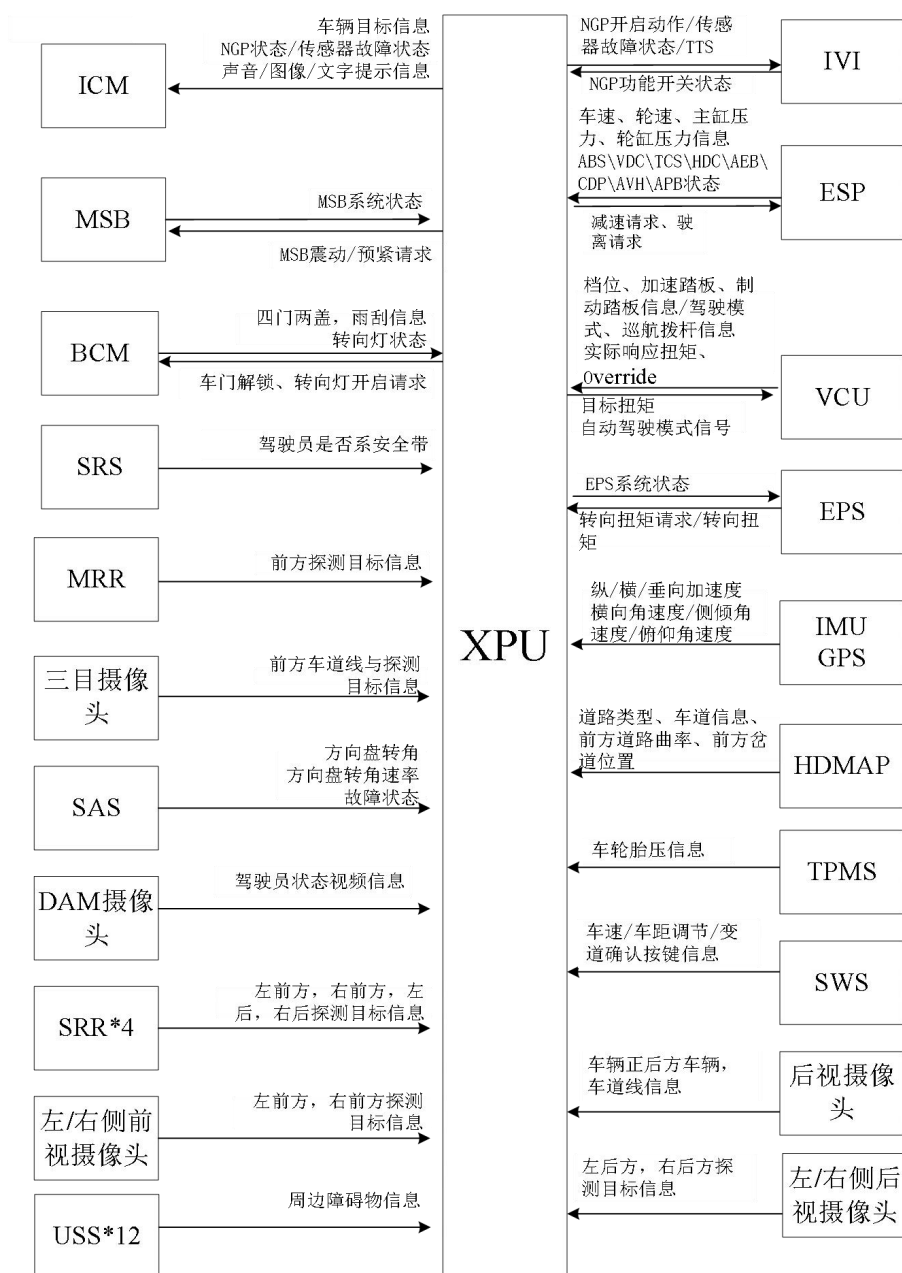 车辆目标信息
NGP状态/传感器故障状态
声音/图像/文字提示信息
ICM
MSB系统状态
MSB
MSB震动/预紧请求
四门两盖，雨刮信息
转向灯状态
BCM
车门解锁、转向灯开启请求
驾驶员是否系安全带
SRS
前方探测目标信息
MRR
前方车道线与探测
目标信息
三目摄像
头
方向盘转角
方向盘转角速率
故障状态
SAS
驾驶员状态视频信息
DAM摄像
头
左前方，右前方，左
后，右后探测目标信息
SRR*4
左前方，右前方探测
目标信息
左/右侧前
视摄像头
周边障碍物信息
USS*12
XPU
NGP开启动作/传感
器故障状态/TTS
IVI
NGP功能开关状态
车速、轮速、主缸压
力、轮缸压力信息
ABS\VDC\TCS\HDC\AEB\
CDP\AVH\APB状态
ESP
减速请求、驶
离请求
档位、加速踏板、制
动踏板信息/驾驶模
式、巡航拨杆信息
实际响应扭矩、
Override
VCU
目标扭矩
自动驾驶模式信号
EPS系统状态
EPS
转向扭矩请求/转向扭
矩
纵/横/垂向加速度
横向角速度/侧倾角
速度/俯仰角速度
IMU
GPS
道路类型、车道信息、
前方道路曲率、前方岔
道位置
HDMAP
车轮胎压信息
TPMS
车速/车距调节/变
道确认按键信息
SWS
车辆正后方车辆，
车道线信息
后视摄像
头
左后方，右后方探
测目标信息
左/右侧后
视摄像头